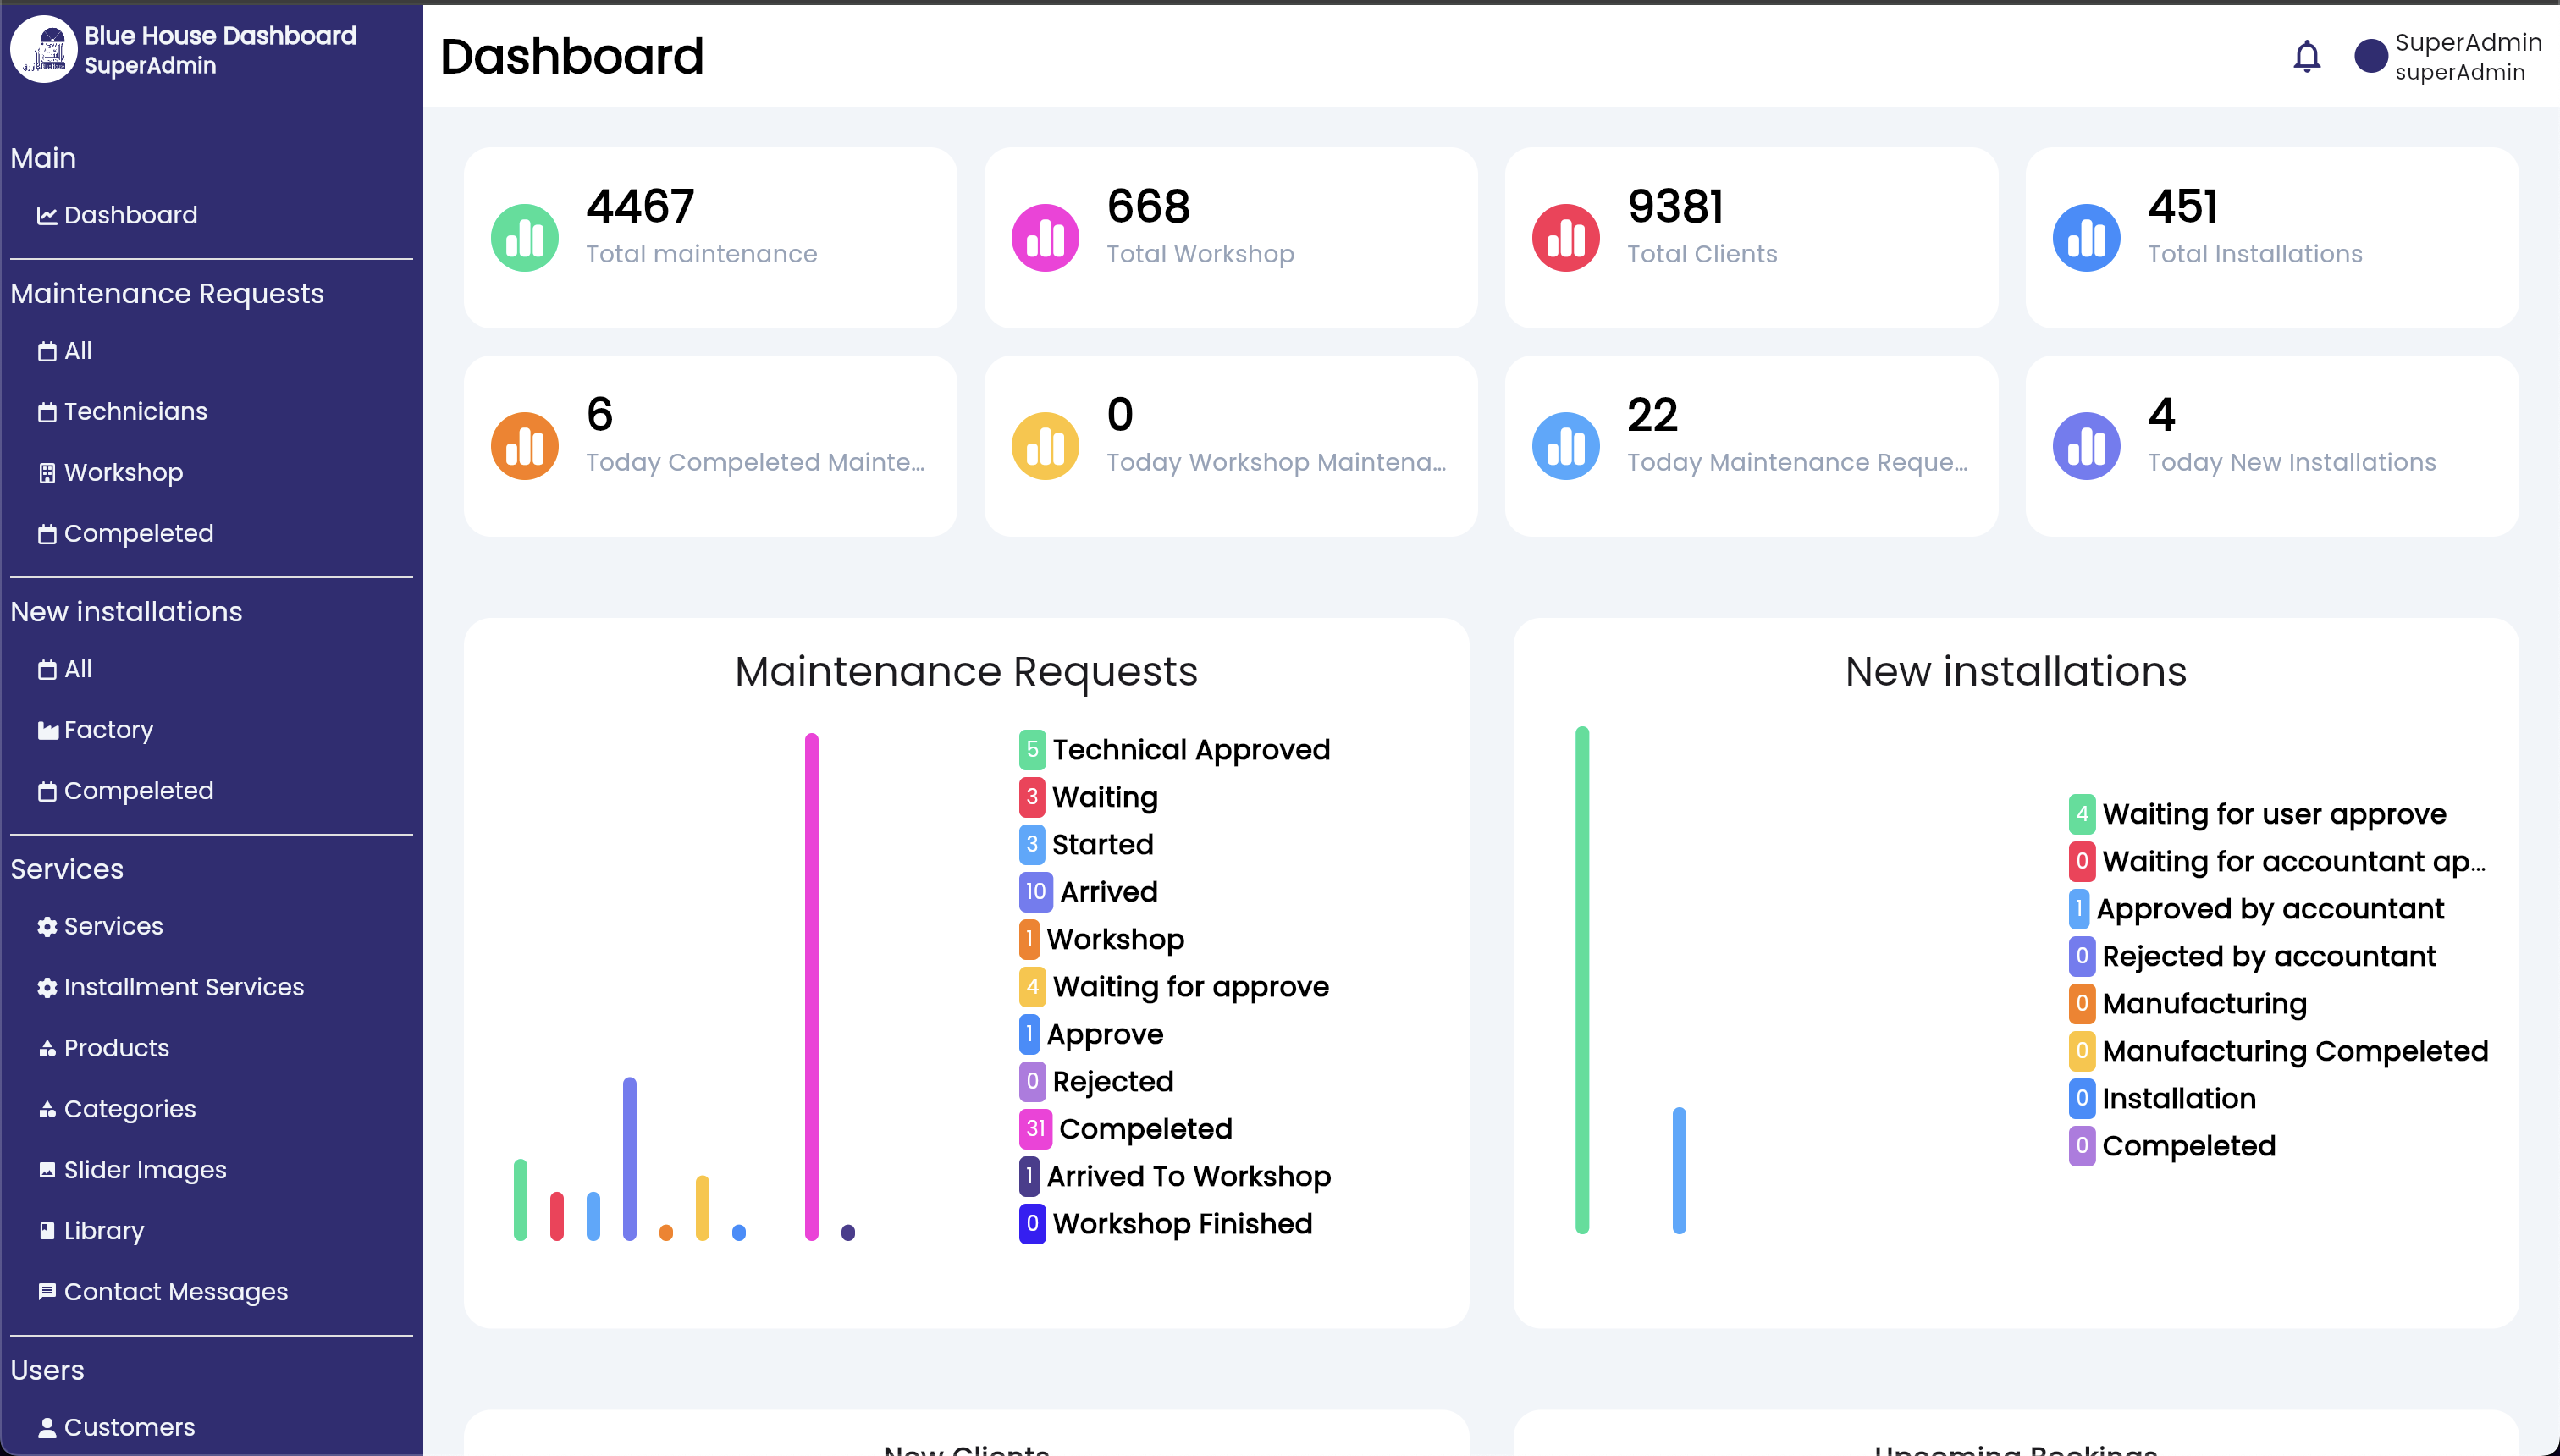 Blue House Dashboard
SuperAdmin
Main
Dashboard
Maintenance Requests
All
Technicians
Workshop
Compeleted
New installations
All
Factory
Compeleted
Services
Services
Installment Services
Products
Categories
Slider Images
Library
Contact Messages
Users
Customers
Dashboard
SuperAdmin
superAdmin
4467
Total maintenance
668
Total Workshop
9381
Total Clients
451
Total Installations
6
Today Compeleted Mainte...
0
Today Workshop Maintena...
22
Today Maintenance Reque...
4
Today New Installations
Maintenance Requests
5 Technical Approved
3 Waiting
3 Started
10 Arrived
1 Workshop
4 Waiting for approve
1 Approve
0 Rejected
31 Compeleted
1 Arrived To Workshop
0 Workshop Finished
New installations
4 Waiting for user approve
0 Waiting for accountant ap...
1 Approved by accountant
0 Rejected by accountant
0 Manufacturing
0 Manufacturing Compeleted
0 Installation
0 Compeleted
New Clients
Upcoming Bookings